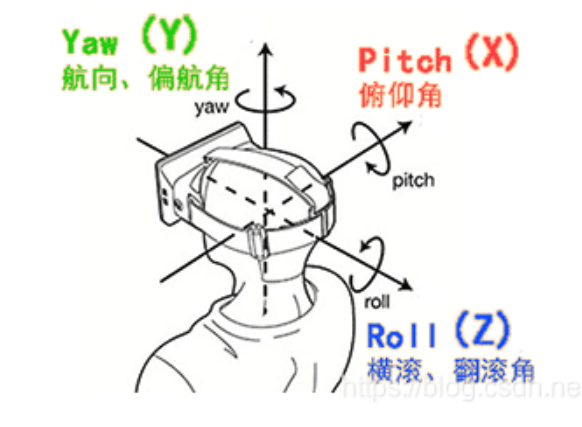 Yaw (Y)
航向、偏航角
yaw
Pitch (X)
俯仰角
pitch
roll
Roll (Z)
横滚、翻滚角
https://blog.csdn.ne